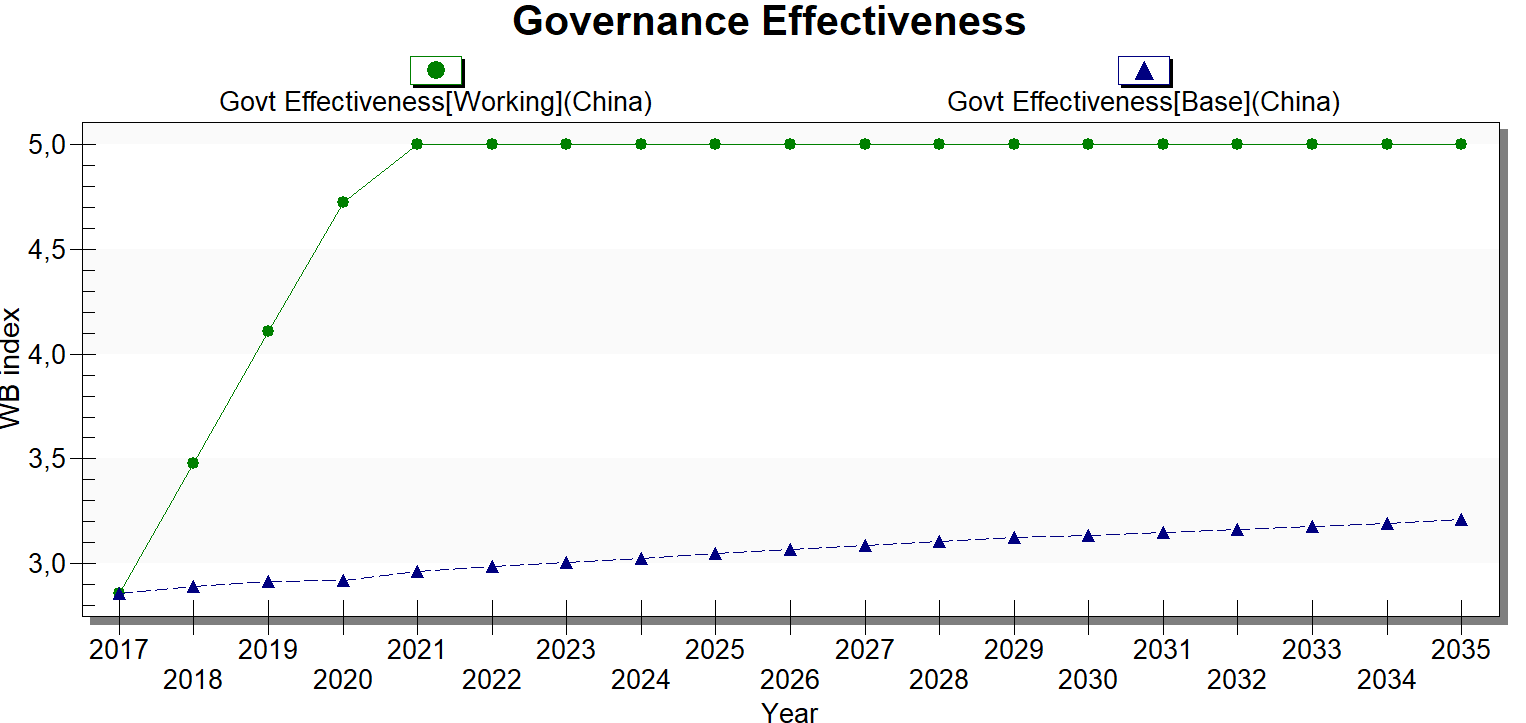 Governance Effectiveness
Govt Effectiveness[Working](China)
Govt Effectiveness[Base](China)
5,0
4,5
4,0
3,5
3,0
WB index
2017 2019 2021 2023 2025 2027 2029 2031 2033 2035
2018 2020 2022 2024 2026 2028 2030 2032 2034
Year